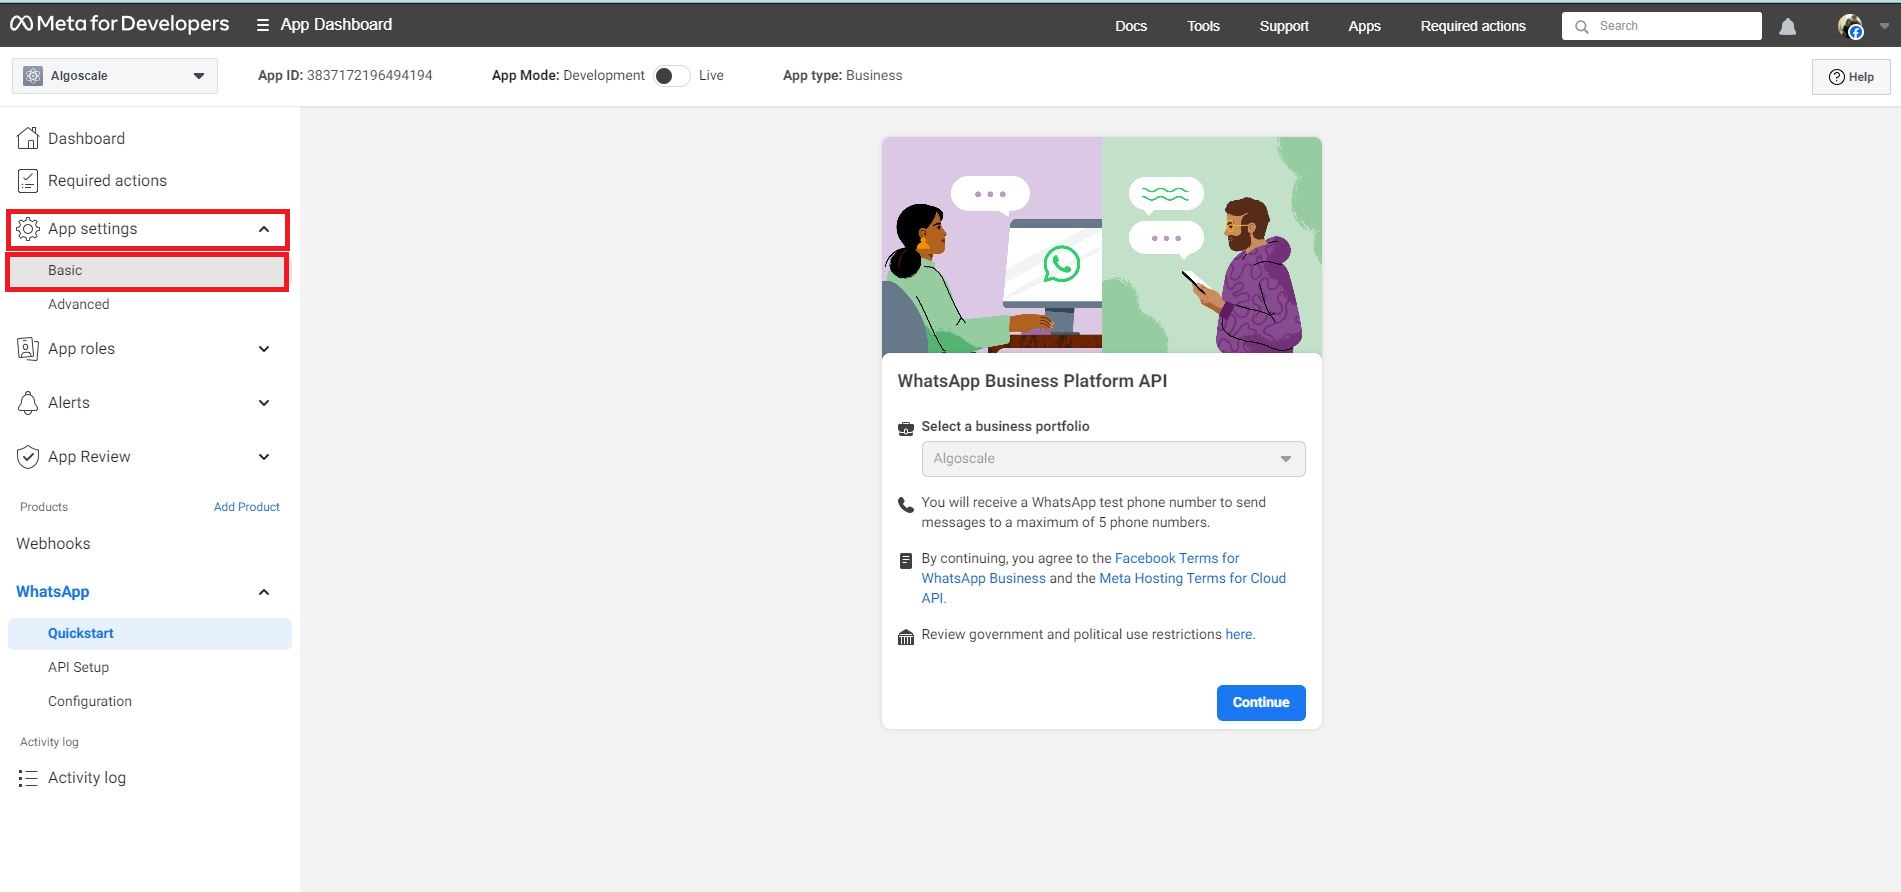 Meta for Developers
App Dashboard
Docs
Tools
Support
Apps
Required actions
Search
Algoscale
App ID: 3837172196494194
App Mode: Development
Live
App type: Business
Help
Dashboard
Required actions
App settings
Basic
Advanced
App roles
Alerts
App Review
Products
Add Product
Webhooks
WhatsApp
Quickstart
API Setup
Configuration
Activity log
Activity log
WhatsApp Business Platform API
Select a business portfolio
Algoscale
You will receive a WhatsApp test phone number to send
messages to a maximum of 5 phone numbers.
By continuing, you agree to the Facebook Terms for
WhatsApp Business and the Meta Hosting Terms for Cloud
API.
Review government and political use restrictions here.
Continue